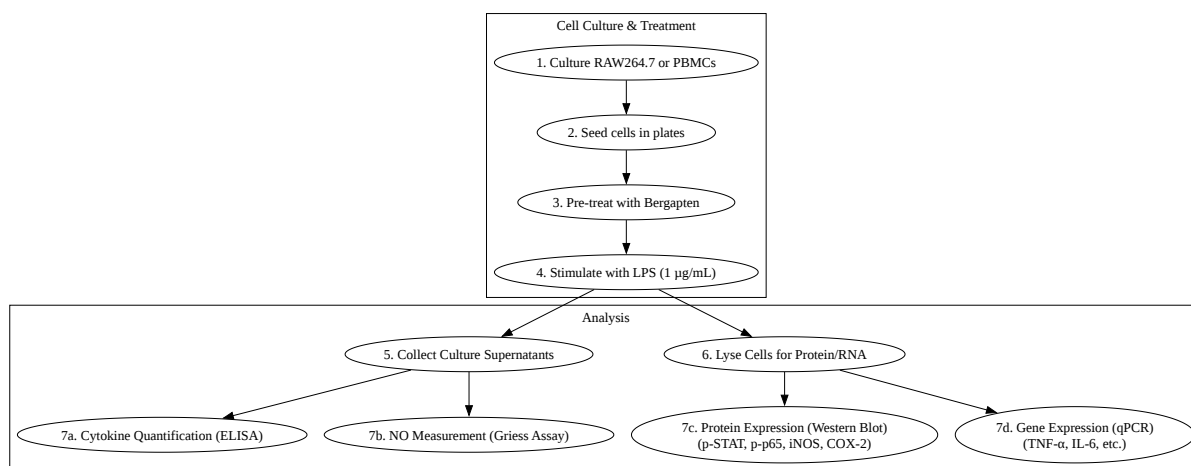 Cell Culture & Treatment
1. Culture RAW264.7 or PBMCs
2. Seed cells in plates
3. Pre-treat with Bergapten
4. Stimulate with LPS (1 µg/mL)
Analysis
5. Collect Culture Supernatants
6. Lyse Cells for Protein/RNA
7a. Cytokine Quantification (ELISA)
7b. NO Measurement (Griess Assay)
7c. Protein Expression (Western Blot)
(p-STAT, p-p65, iNOS, COX-2)
7d. Gene Expression (qPCR)
(TNF-α, IL-6, etc.)